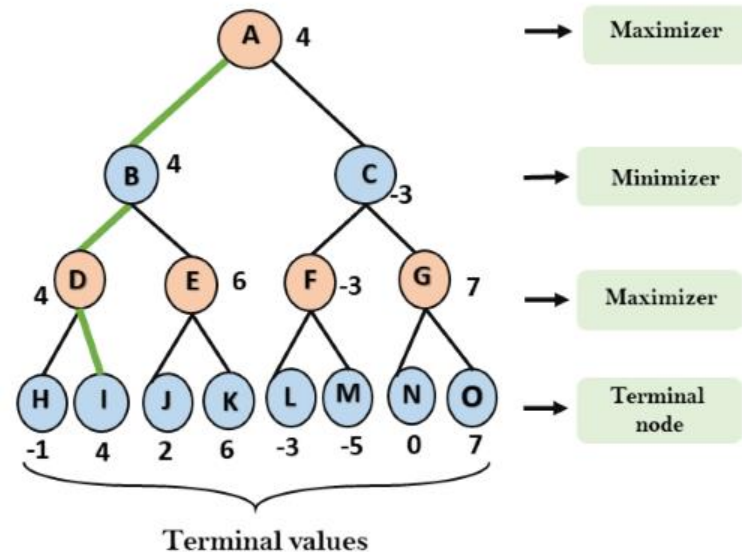 A 4
Maximizer
B 4
C -3
Minimizer
D 4
E 6
F -3
G 7
Maximizer
H I J K L M N O
Terminal
node
-1 4 2 6 -3 -5 0 7
Terminal values